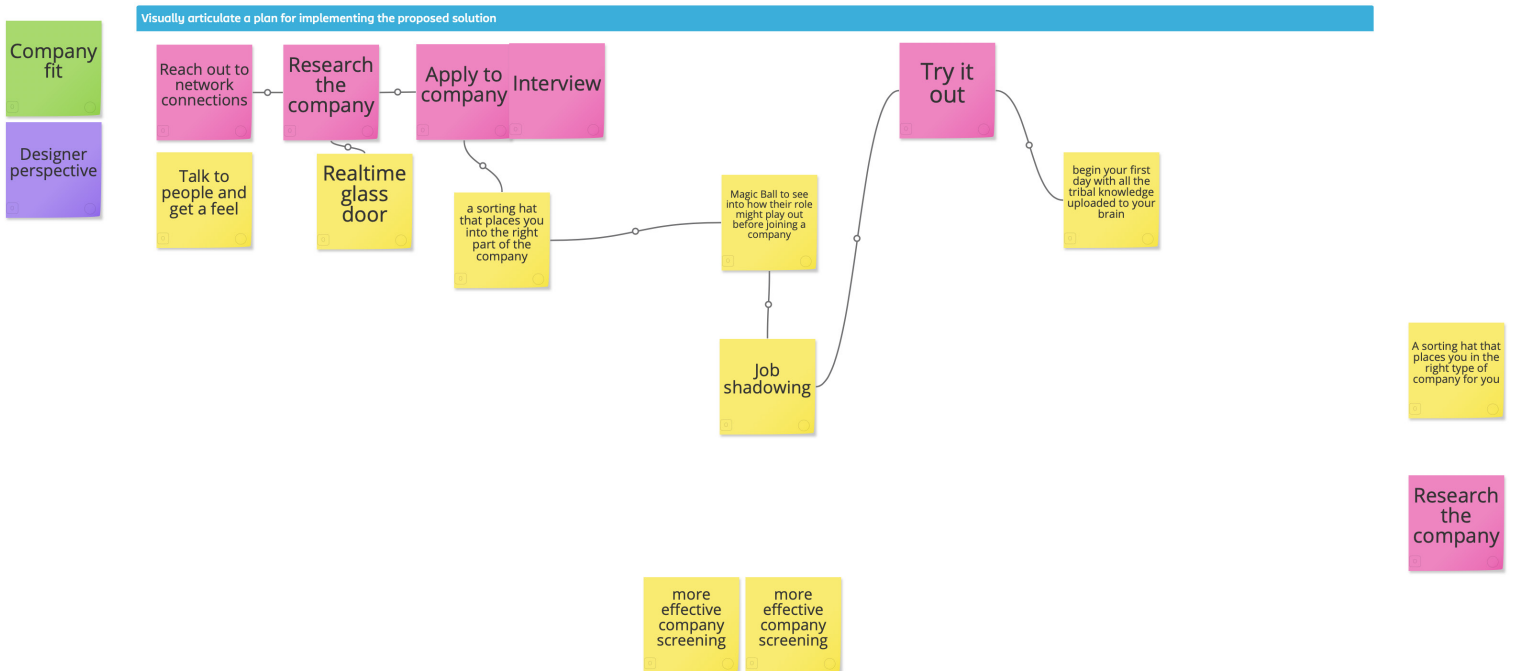 Visually articulate a plan for implementing the proposed solution
Company
fit
Designer
perspective
Reach out to
network
connections
Research
the
company
Apply to
company
Interview
Try it
out
Talk to
people and
get a feel
Realtime
glass
door
a sorting hat
that places you
into the right
part of the
company
Magic Ball to see
into how their role
might play out
before joining a
company
begin your first
day with all the
tribal knowledge
uploaded to your
brain
Job
shadowing
A sorting hat that
places you in the
right type of
company for you
Research
the
company
more
effective
company
screening
more
effective
company
screening